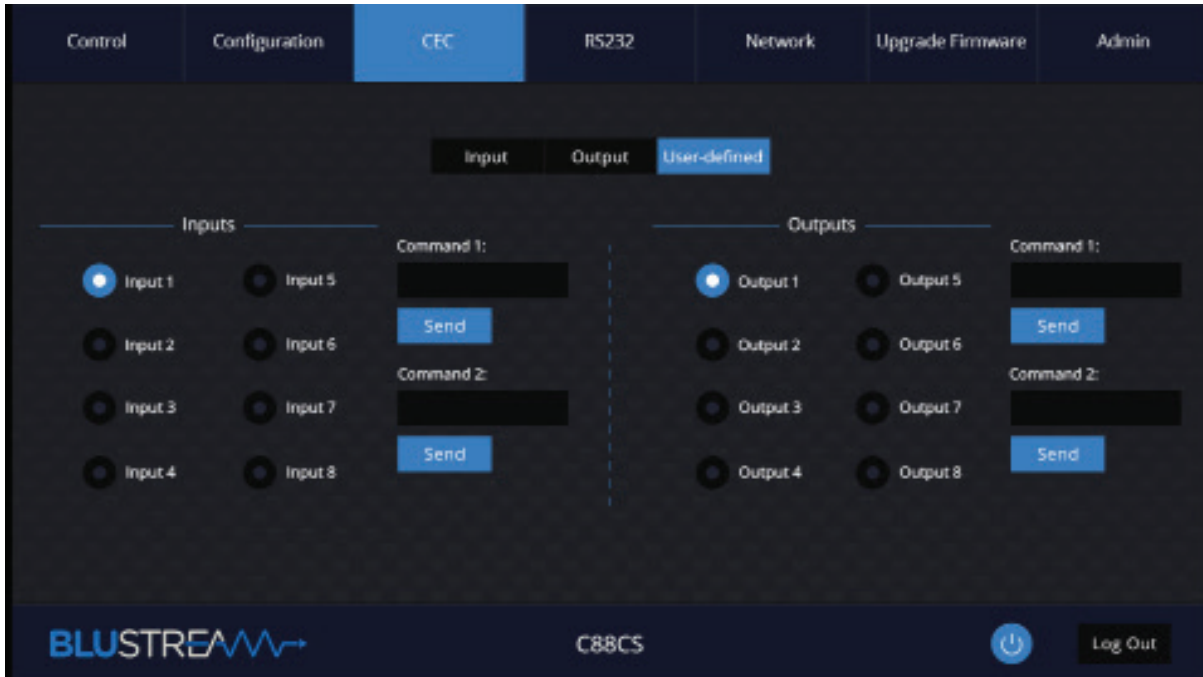 Control Configuration CEC RS232 Network Upgrade Firmware Admin
Input Output User-defined
Inputs
Command 1:
Input 1 Input 5
Send
Input 2 Input 6
Command 2:
Input 3 Input 7
Send
Input 4 Input 8
Outputs
Command 1:
Output 1 Output 5
Send
Output 2 Output 6
Command 2:
Output 3 Output 7
Send
Output 4 Output 8
BLUSTREAM C88CS Log Out